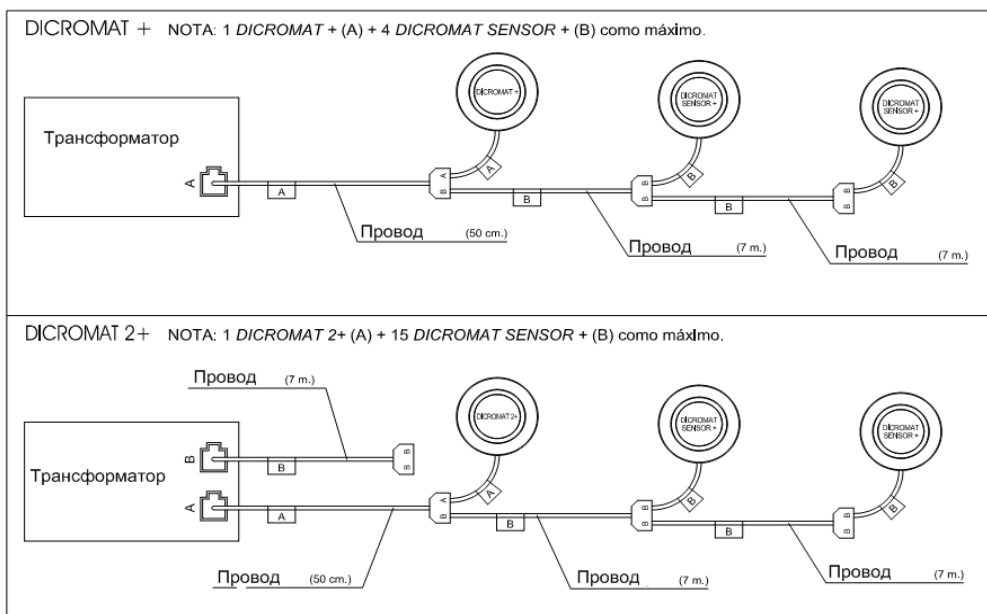 DICROMAT + NOTA: 1 DICROMAT + (A) + 4 DICROMAT SENSOR + (B) como máximo.
DICROMAT +
DICROMAT
SENSOR +
DICROMAT
SENSOR +
Трансформатор
A
A
A
B
A
B
B
B
B
B
B
B
B
Провод (50 cm.)
Провод (7 m.)
Провод (7 m.)
DICROMAT 2+ NOTA: 1 DICROMAT 2+ (A) + 15 DICROMAT SENSOR + (B) como máximo.
Провод (7 m.)
DICROMAT 2+
DICROMAT
SENSOR +
DICROMAT
SENSOR +
Трансформатор
B
B
B
B
A
A
A
B
A
B
B
B
B
B
B
B
B
Провод (50 cm.)
Провод (7 m.)
Провод (7 m.)